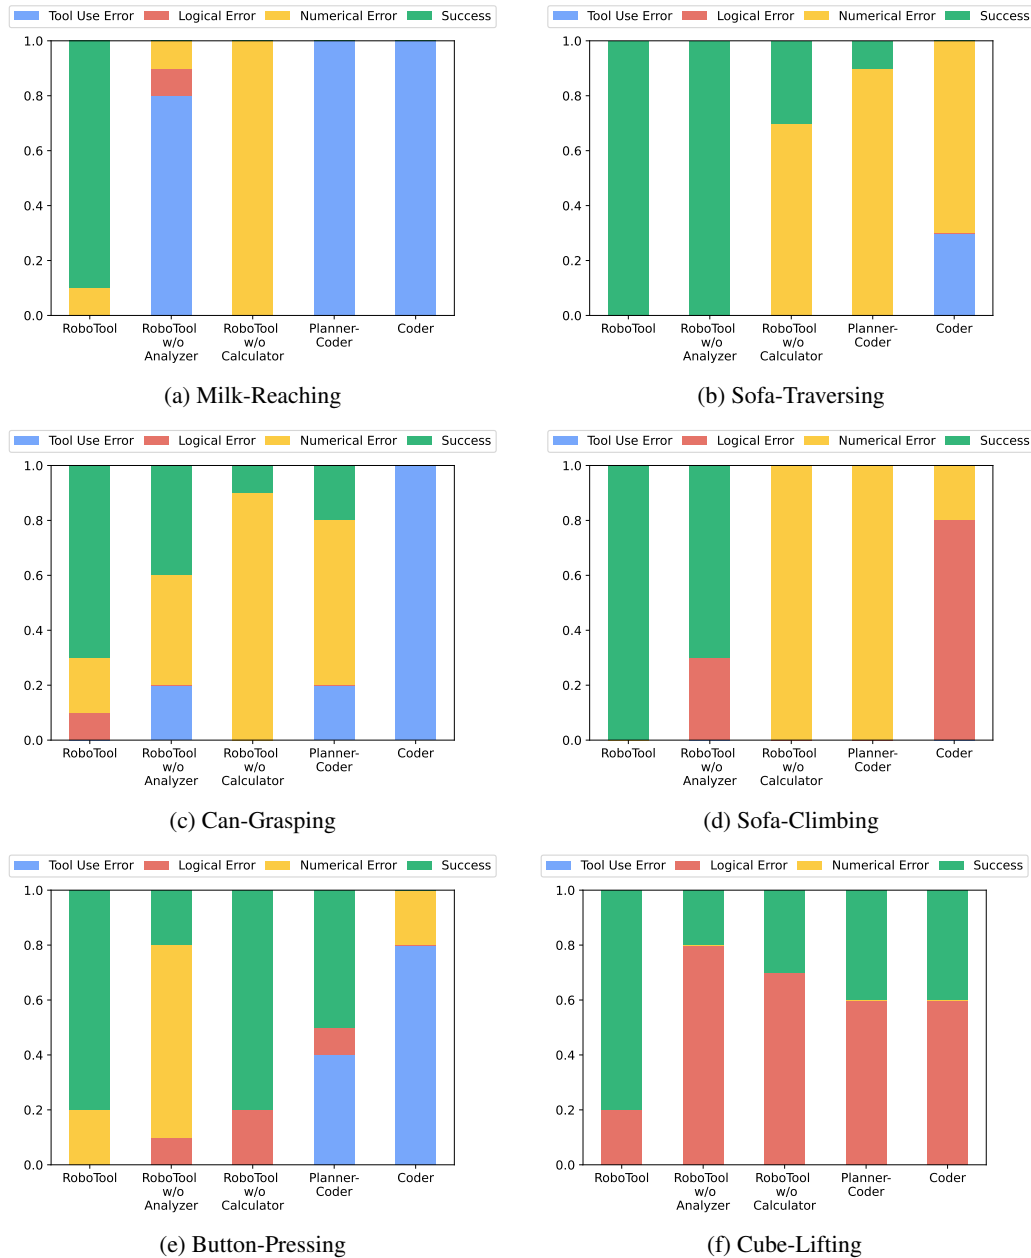 Tool Use Error Logical Error Numerical Error Success
1.0
0.8
0.6
0.4
0.2
0.0
RoboTool RoboTool RoboTool Planner- Coder
w/o w/o Coder
Analyzer Calculator
(a) Milk-Reaching
Tool Use Error Logical Error Numerical Error Success
1.0
0.8
0.6
0.4
0.2
0.0
RoboTool RoboTool RoboTool Planner- Coder
w/o w/o Coder
Analyzer Calculator
(b) Sofa-Traversing
Tool Use Error Logical Error Numerical Error Success
1.0
0.8
0.6
0.4
0.2
0.0
RoboTool RoboTool RoboTool Planner- Coder
w/o w/o Coder
Analyzer Calculator
(c) Can-Grasping
Tool Use Error Logical Error Numerical Error Success
1.0
0.8
0.6
0.4
0.2
0.0
RoboTool RoboTool RoboTool Planner- Coder
w/o w/o Coder
Analyzer Calculator
(d) Sofa-Climbing
Tool Use Error Logical Error Numerical Error Success
1.0
0.8
0.6
0.4
0.2
0.0
RoboTool RoboTool RoboTool Planner- Coder
w/o w/o Coder
Analyzer Calculator
(e) Button-Pressing
Tool Use Error Logical Error Numerical Error Success
1.0
0.8
0.6
0.4
0.2
0.0
RoboTool RoboTool RoboTool Planner- Coder
w/o w/o Coder
Analyzer Calculator
(f) Cube-Lifting